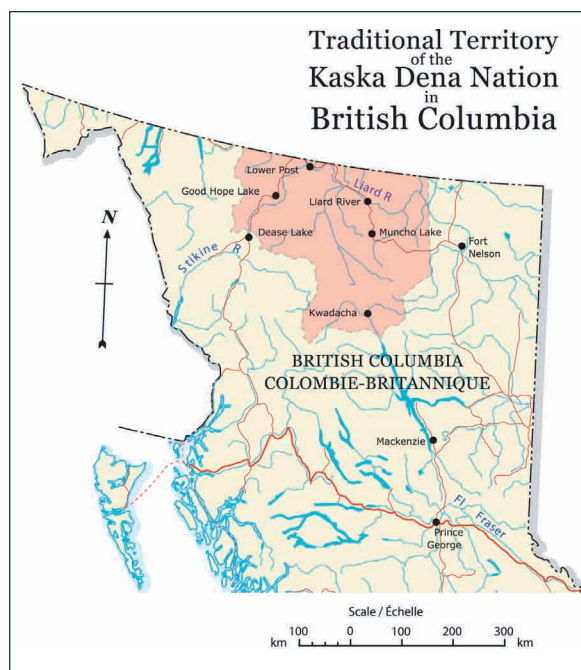 Traditional Territory
of the
Kaska Dena Nation
in
British Columbia
Lower Post
Good Hope Lake
Liard R
Liard River
Dease Lake
Muncho Lake
Stikine R
Fort
Nelson
N
Kwadacha
BRITISH COLUMBIA
COLOMBIE-BRITANNIQUE
Mackenzie
Fl Fraser
Prince
George
Scale / Échelle
100 0 100 200 300
km km